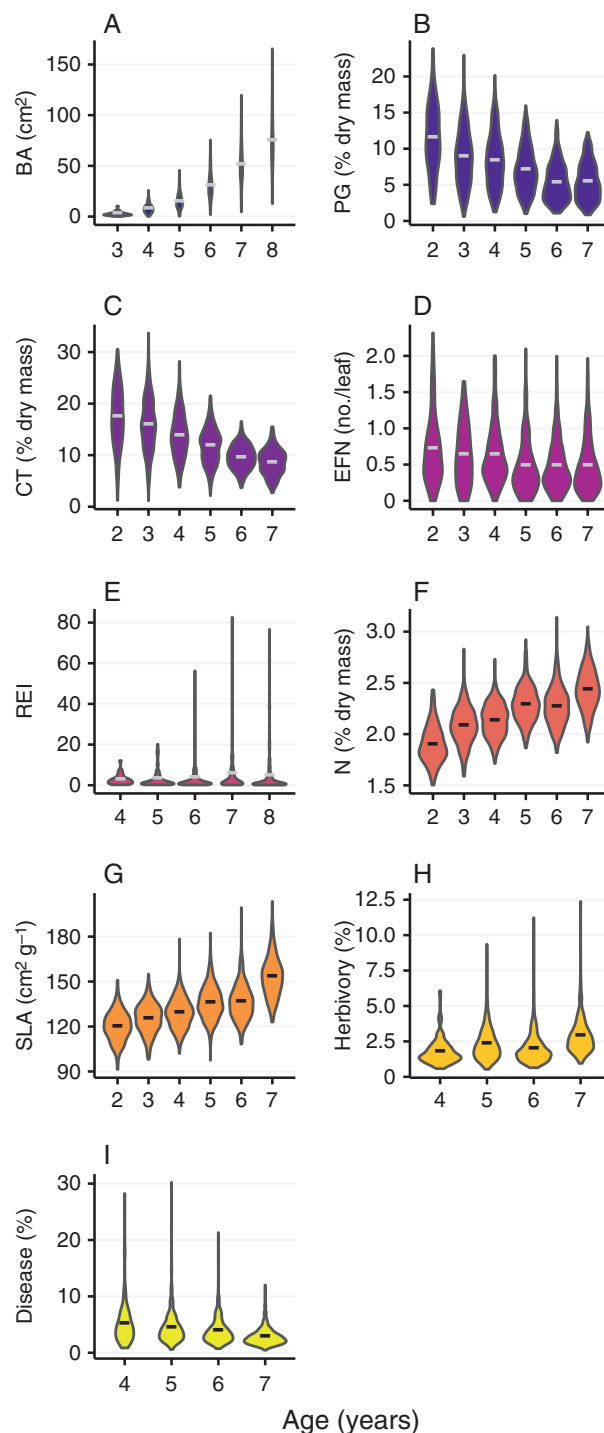 A
BA (cm²)
150
100
50
0
3 4 5 6 7 8
B
PG (% dry mass)
20
15
10
5
0
2 3 4 5 6 7
C
CT (% dry mass)
30
20
10
0
2 3 4 5 6 7
D
EFN (no./leaf)
2.0
1.5
1.0
0.5
0
2 3 4 5 6 7
E
REI
80
60
40
20
0
4 5 6 7 8
F
N (% dry mass)
3.0
2.5
2.0
1.5
2 3 4 5 6 7
G
SLA (cm² g⁻¹)
180
150
120
90
2 3 4 5 6 7
H
Herbivory (%)
12.5
10.0
7.5
5.0
2.5
0
4 5 6 7
I
Disease (%)
30
20
10
0
4 5 6 7
Age (years)